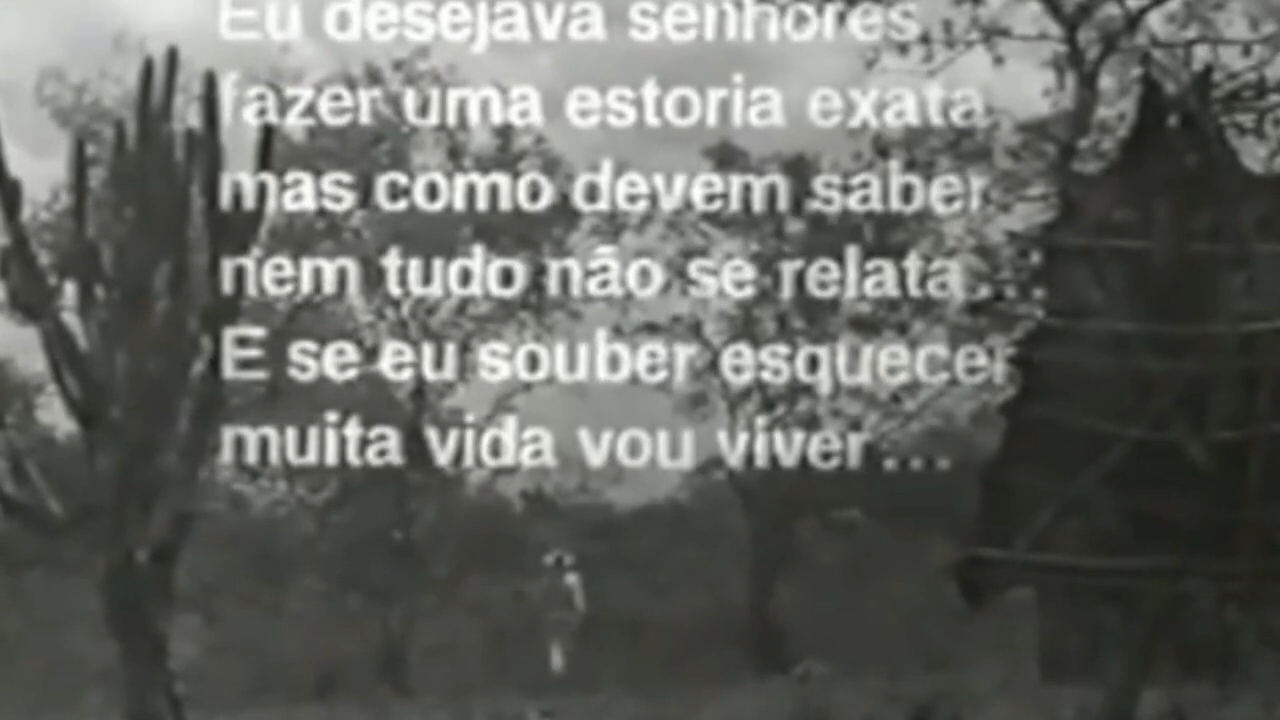 Eu desejava senhores
fazer uma estoria exata
mas como devem saber
nem tudo não se relata...
E se eu souber esquecer
muita vida vou viver...